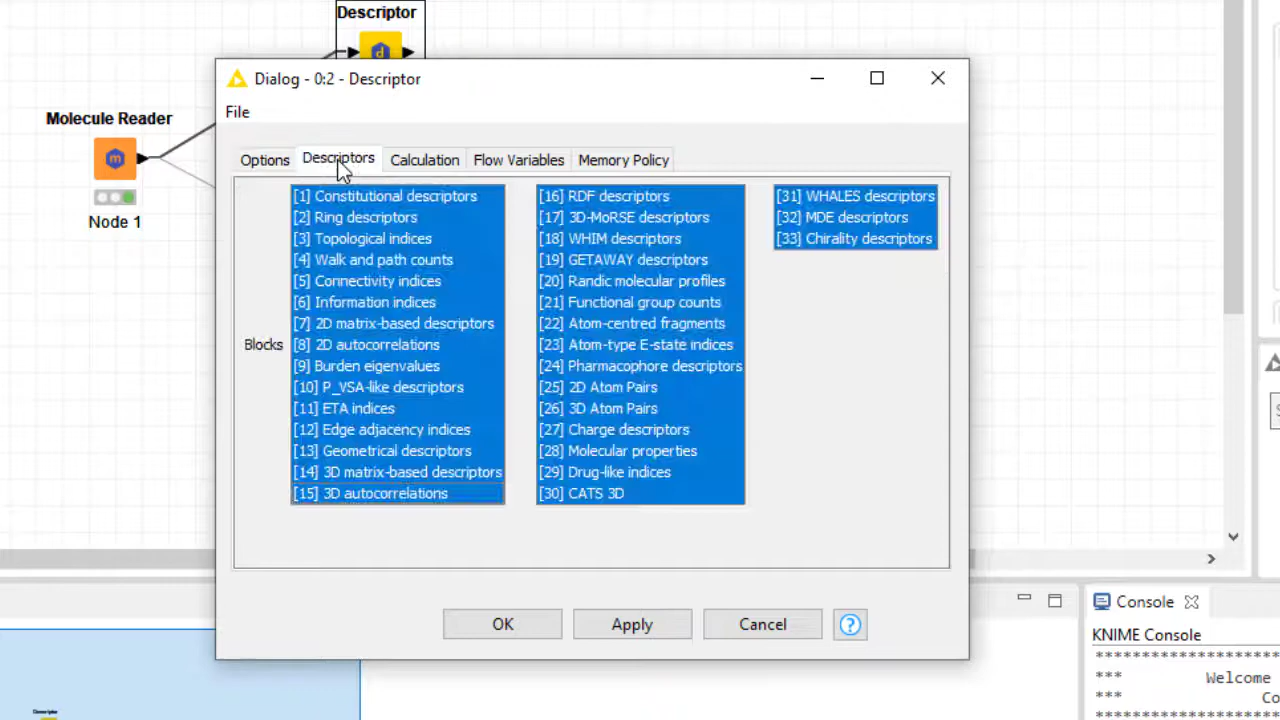 Descriptor
Molecule Reader
Node 1
Dialog - 0:2 - Descriptor
File
Options
Descriptors
Calculation
Flow Variables
Memory Policy
Blocks
[1] Constitutional descriptors
[2] Ring descriptors
[3] Topological indices
[4] Walk and path counts
[5] Connectivity indices
[6] Information indices
[7] 2D matrix-based descriptors
[8] 2D autocorrelations
[9] Burden eigenvalues
[10] P_VSA-like descriptors
[11] ETA indices
[12] Edge adjacency indices
[13] Geometrical descriptors
[14] 3D matrix-based descriptors
[15] 3D autocorrelations
[16] RDF descriptors
[17] 3D-MoRSE descriptors
[18] WHIM descriptors
[19] GETAWAY descriptors
[20] Randic molecular profiles
[21] Functional group counts
[22] Atom-centred fragments
[23] Atom-type E-state indices
[24] Pharmacophore descriptors
[25] 2D Atom Pairs
[26] 3D Atom Pairs
[27] Charge descriptors
[28] Molecular properties
[29] Drug-like indices
[30] CATS 3D
[31] WHALES descriptors
[32] MDE descriptors
[33] Chirality descriptors
OK
Apply
Cancel
?
Console
KNIME Console
***************************
*** Welcome
*** Co
***************************